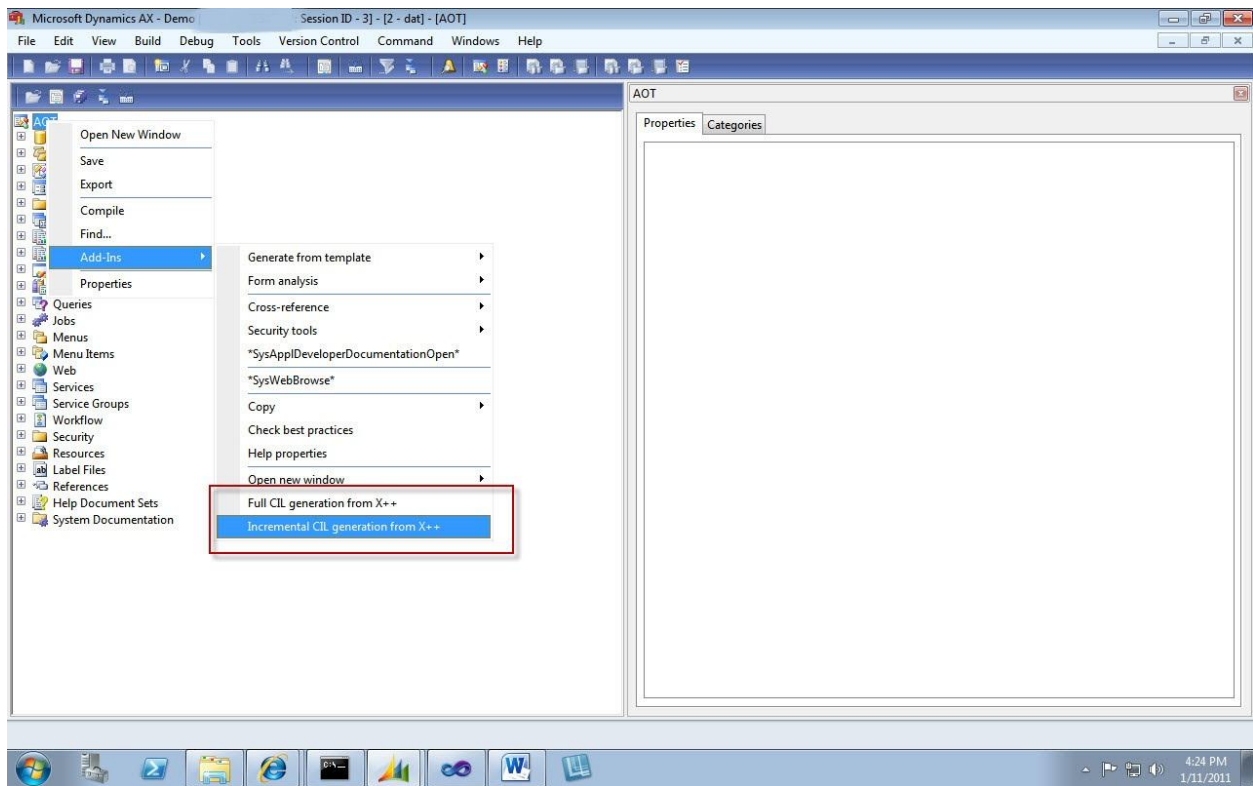 Microsoft Dynamics AX - Demo Session ID - 3] - [2 - dat] - [AOT]
File Edit View Build Debug Tools Version Control Command Windows Help
AOT
Properties Categories
AOT
Open New Window
Save
Export
Compile
Find...
Add-Ins
Properties
Generate from template
Form analysis
Cross-reference
Security tools
*SysApplDeveloperDocumentationOpen*
*SysWebBrowse*
Copy
Check best practices
Help properties
Open new window
Full CIL generation from X++
Incremental CIL generation from X++
Queries
Jobs
Menus
Menu Items
Web
Services
Service Groups
Workflow
Security
Resources
Label Files
References
Help Document Sets
System Documentation
4:24 PM
1/11/2011